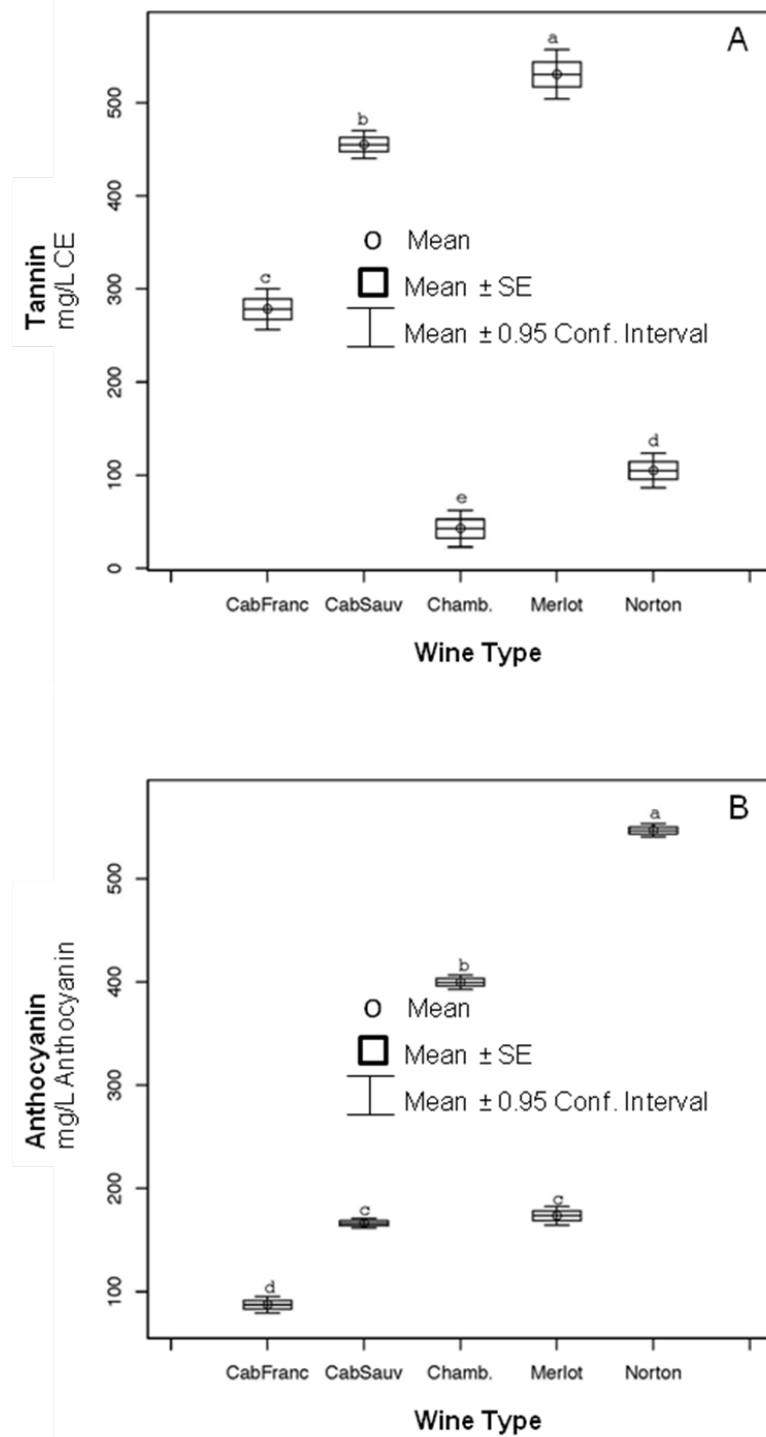 A
a
b
c
d
e
500
400
300
200
100
0
Tannin
mg/L CE
o Mean
Mean ± SE
Mean ± 0.95 Conf. Interval
CabFranc CabSauv Chamb. Merlot Norton
Wine Type
B
a
b
c c
d
500
400
300
200
100
Anthocyanin
mg/L Anthocyanin
o Mean
Mean ± SE
Mean ± 0.95 Conf. Interval
CabFranc CabSauv Chamb. Merlot Norton
Wine Type